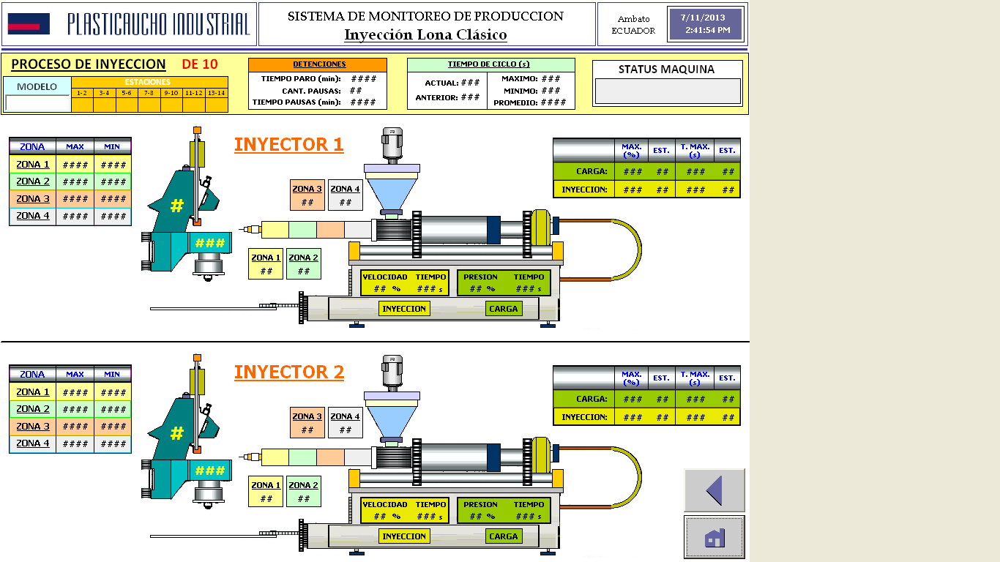 PLASTICAUCHO INDUSTRIAL
SISTEMA DE MONITOREO DE PRODUCCION
Inyección Lona Clásico
Ambato
ECUADOR
7/11/2013
2:41:54 PM
PROCESO DE INYECCION DE 10
MODELO
ESTACIONES
1-2 3-4 5-6 7-8 9-10 11-12 13-14
DETENCIONES
TIEMPO PARO (min): ####
CANT. PAUSAS: ##
TIEMPO PAUSAS (min): ####
TIEMPO DE CICLO (s)
ACTUAL: ###
ANTERIOR: ###
MAXIMO: ###
MINIMO: ###
PROMEDIO: ####
STATUS MAQUINA
INYECTOR 1
ZONA MAX MIN
ZONA 1 #### ####
ZONA 2 #### ####
ZONA 3 #### ####
ZONA 4 #### ####
#
###
ZONA 3
##
ZONA 4
##
ZONA 1
##
ZONA 2
##
MAX. (%) EST. T. MAX. (s) EST.
CARGA: ### ## ### ##
INYECCION: ### ## ### ##
VELOCIDAD TIEMPO
## % ### s
PRESION TIEMPO
## % ### s
INYECCION
CARGA
INYECTOR 2
ZONA MAX MIN
ZONA 1 #### ####
ZONA 2 #### ####
ZONA 3 #### ####
ZONA 4 #### ####
#
###
ZONA 3
##
ZONA 4
##
ZONA 1
##
ZONA 2
##
MAX. (%) EST. T. MAX. (s) EST.
CARGA: ### ## ### ##
INYECCION: ### ## ### ##
VELOCIDAD TIEMPO
## % ### s
PRESION TIEMPO
## % ### s
INYECCION
CARGA